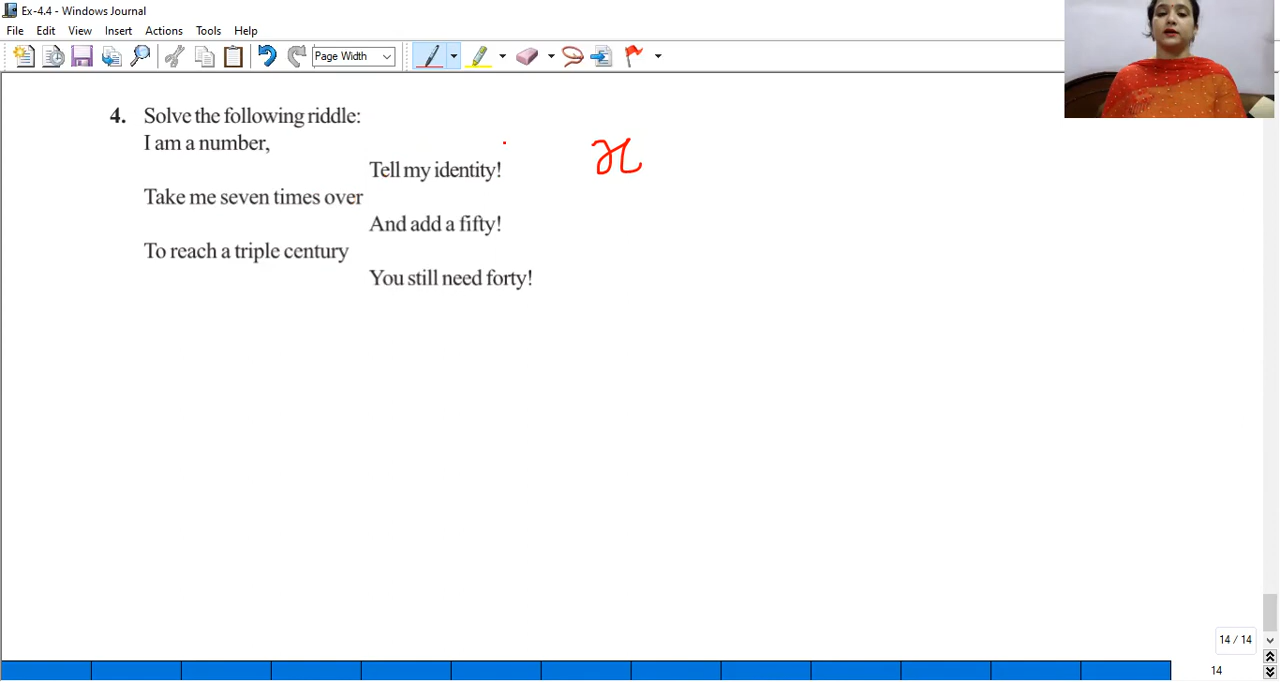 Ex-4.4 - Windows Journal
File Edit View Insert Actions Tools Help
Page Width
4. Solve the following riddle:
I am a number,
x
Tell my identity!
Take me seven times over
And add a fifty!
To reach a triple century
You still need forty!
14 / 14
14